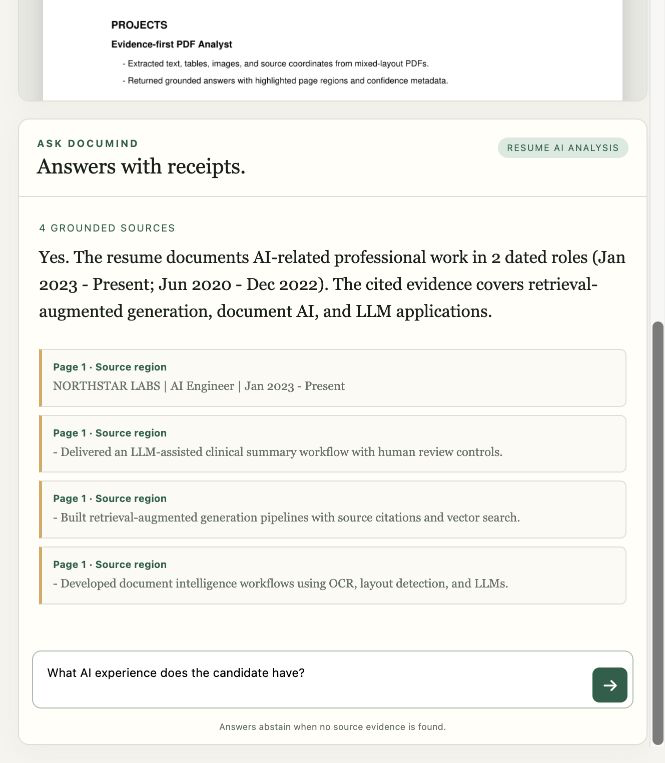 PROJECTS
Evidence-first PDF Analyst
- Extracted text, tables, images, and source coordinates from mixed-layout PDFs.
- Returned grounded answers with highlighted page regions and confidence metadata.
ASK DOCUMIND
Answers with receipts.
RESUME AI ANALYSIS
4 GROUNDED SOURCES
Yes. The resume documents AI-related professional work in 2 dated roles (Jan
2023 - Present; Jun 2020 - Dec 2022). The cited evidence covers retrieval-
augmented generation, document AI, and LLM applications.
Page 1 · Source region
NORTHSTAR LABS | AI Engineer | Jan 2023 - Present
Page 1 · Source region
- Delivered an LLM-assisted clinical summary workflow with human review controls.
Page 1 · Source region
- Built retrieval-augmented generation pipelines with source citations and vector search.
Page 1 · Source region
- Developed document intelligence workflows using OCR, layout detection, and LLMs.
What AI experience does the candidate have?
Answers abstain when no source evidence is found.